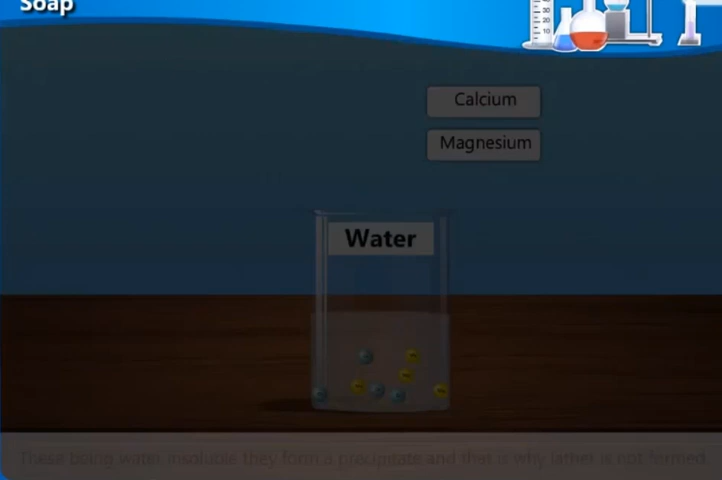 Soap
Calcium
Magnesium
Water
These being water insoluble they form a precipitate and that is why lather is not formed.